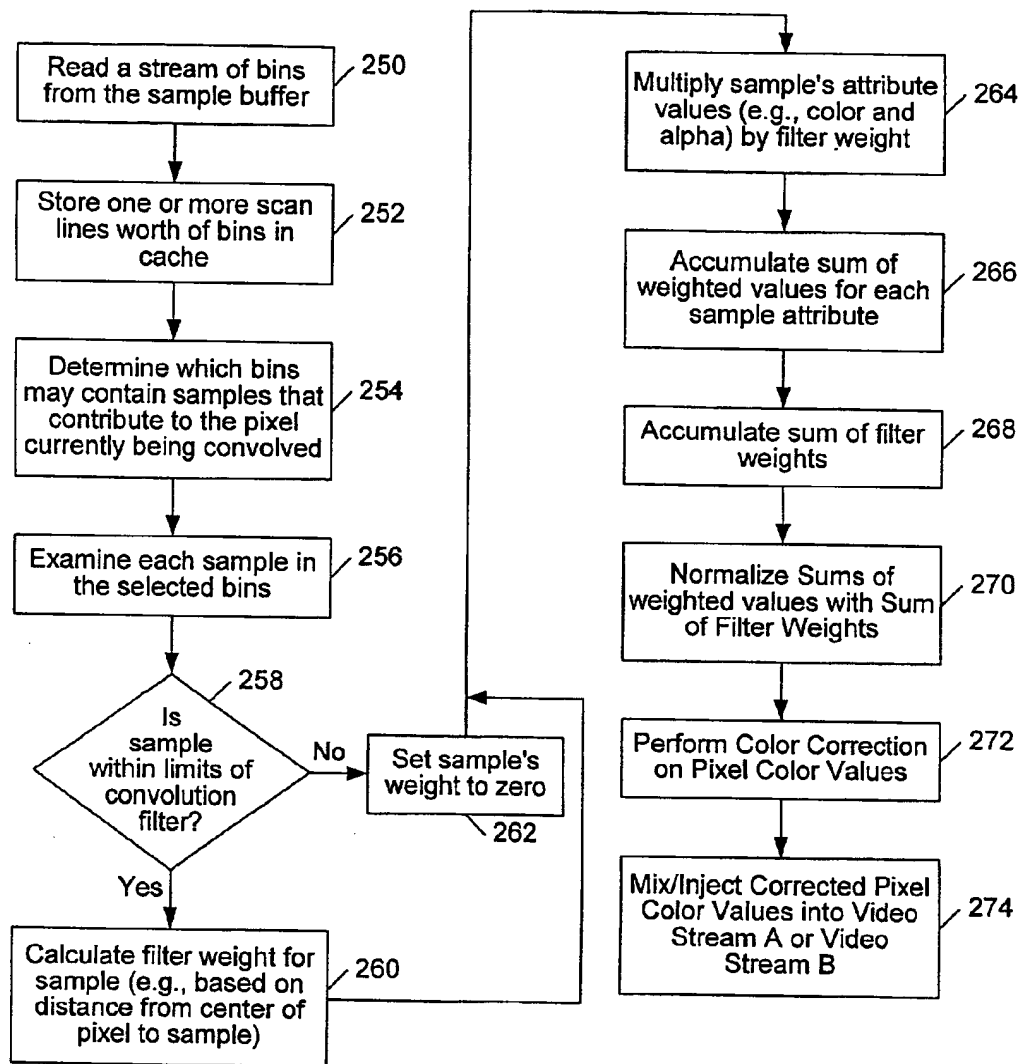 Read a stream of bins
from the sample buffer
250
Store one or more scan
lines worth of bins in
cache
252
Determine which bins
may contain samples that
contribute to the pixel
currently being convolved
254
Examine each sample in
the selected bins
256
258
Is
sample
within limits of
convolution
filter?
No
Set sample's
weight to zero
262
Yes
Calculate filter weight for
sample (e.g., based on
distance from center of
pixel to sample)
260
Multiply sample's attribute
values (e.g., color and
alpha) by filter weight
264
Accumulate sum of
weighted values for each
sample attribute
266
Accumulate sum of filter
weights
268
Normalize Sums of
weighted values with Sum
of Filter Weights
270
Perform Color Correction
on Pixel Color Values
272
Mix/Inject Corrected Pixel
Color Values into Video
Stream A or Video
Stream B
274